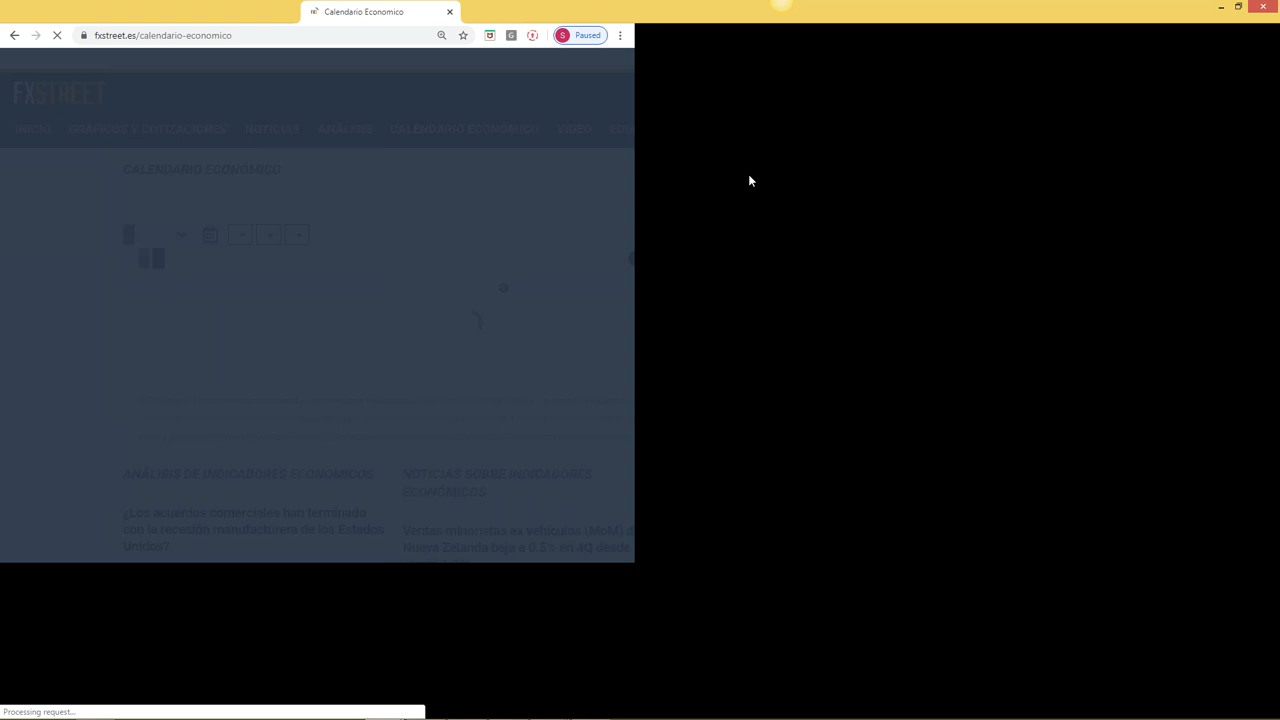 Calendario Economico
fxstreet.es/calendario-economico
G
S Paused
FXSTREET
INICIO GRÁFICOS Y COTIZACIONES NOTICIAS ANÁLISIS CALENDARIO ECONÓMICO VIDEO
CALENDARIO ECONÓMICO
ANÁLISIS DE INDICADORES ECONÓMICOS
¿Los acuerdos comerciales han terminado
con la recesión manufacturera de los Estados
Unidos?
NOTICIAS SOBRE INDICADORES
ECONÓMICOS
Ventas minoristas ex vehículos (MoM) d
Nueva Zelanda baja a 0.5% en 4Q desde
Processing request...